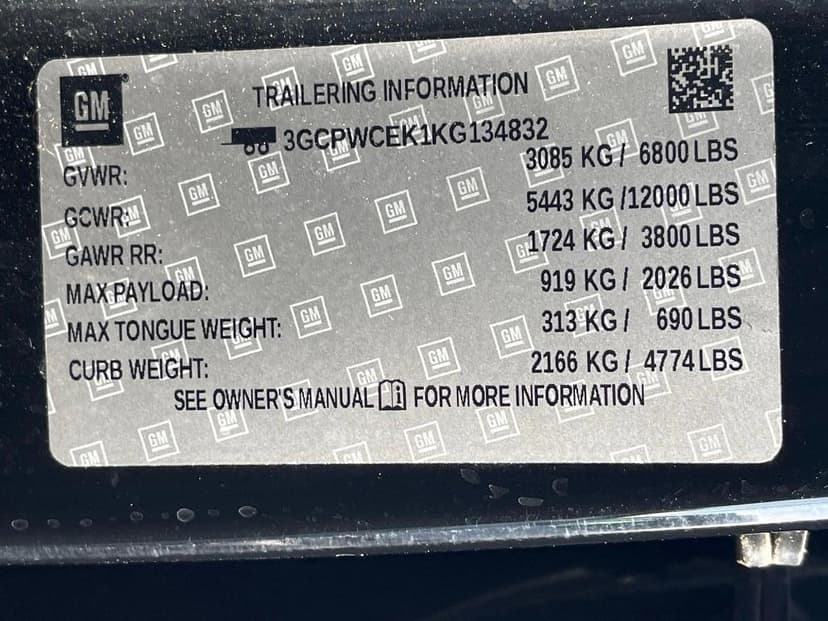 GM
TRAILERING INFORMATION
3GCPWCEK1KG134832
GVWR: 3085 KG / 6800 LBS
GCWR: 5443 KG /12000 LBS
GAWR RR: 1724 KG / 3800 LBS
MAX PAYLOAD: 919 KG / 2026 LBS
MAX TONGUE WEIGHT: 313 KG / 690 LBS
CURB WEIGHT: 2166 KG / 4774 LBS
SEE OWNER'S MANUAL FOR MORE INFORMATION